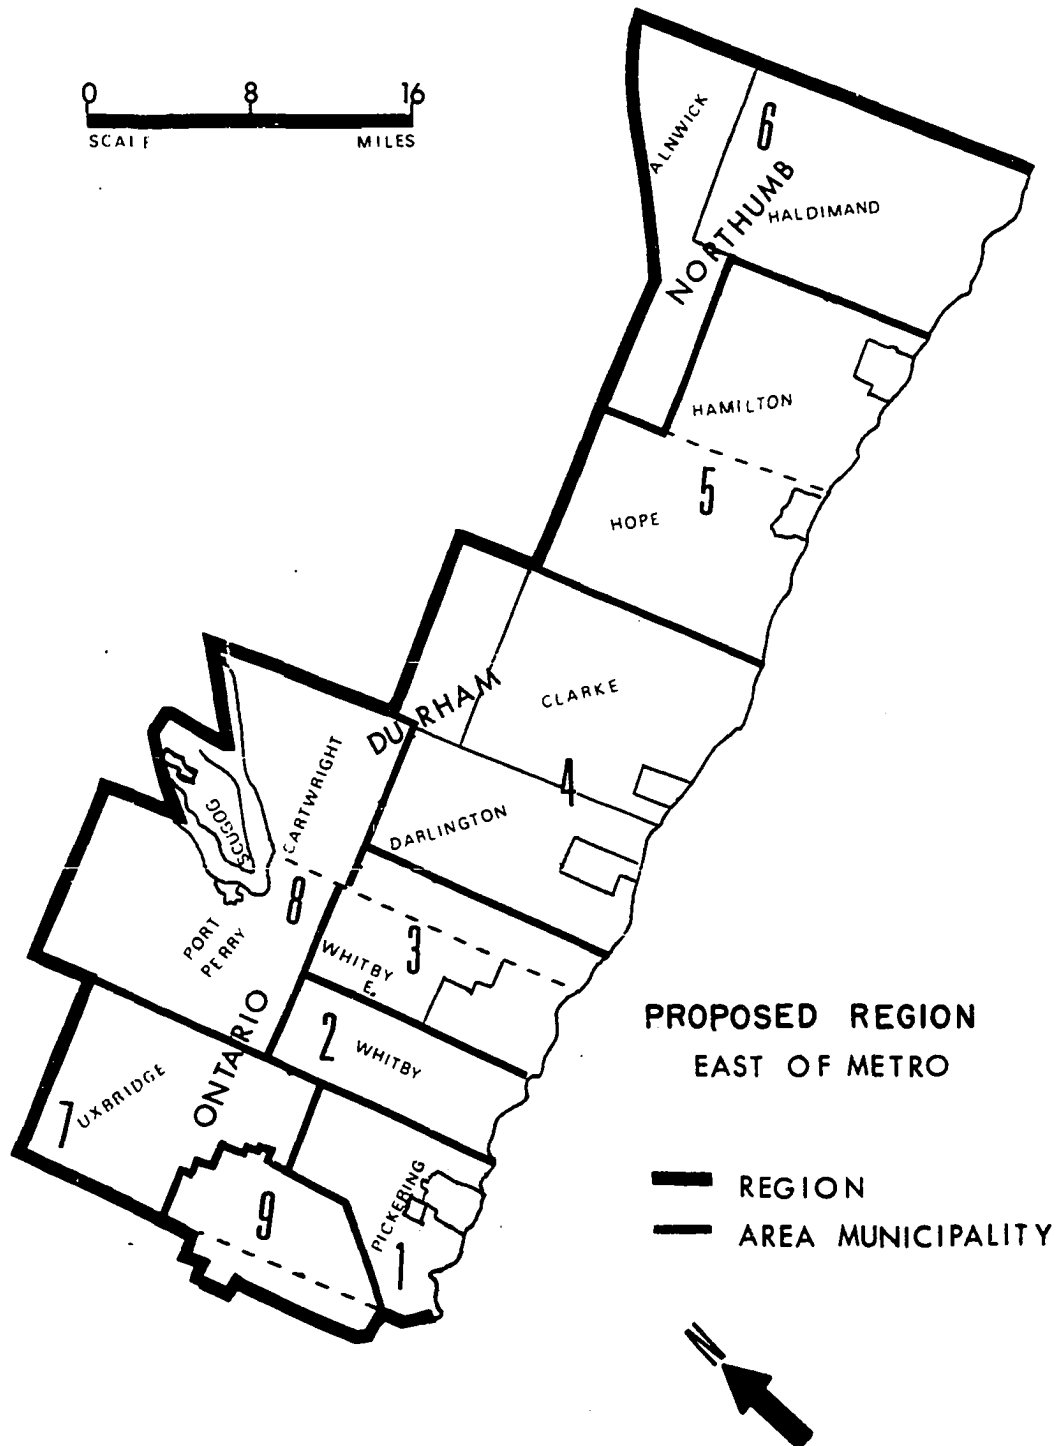 0 8 16
SCALE MILES
ALNWICK
6
NORTHUMB
HALDIMAND
HAMILTON
5
HOPE
DURHAM
CLARKE
4
CARTWRIGHT
DARLINGTON
SCUGOG
8
PORT
PERRY
3
WHITBY
E.
ONTARIO
2
WHITBY
7
UXBRIDGE
9
PICKERING
1
PROPOSED REGION
EAST OF METRO
REGION
AREA MUNICIPALITY
N